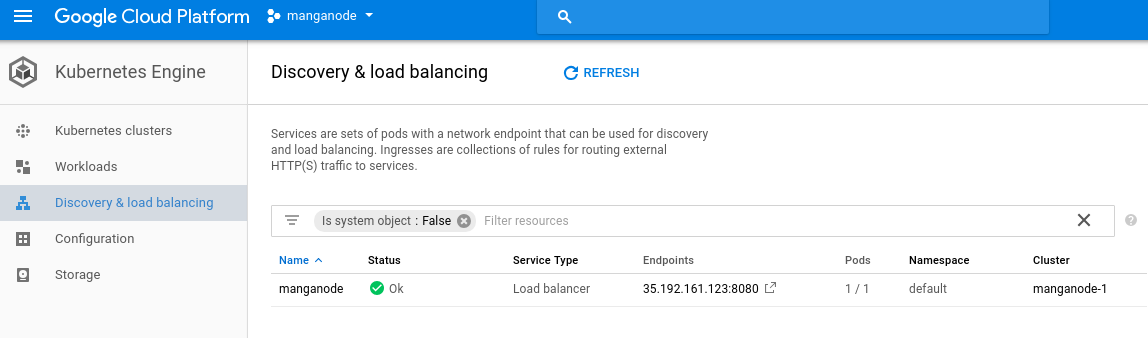 Google Cloud Platform manganode
Kubernetes Engine
Discovery & load balancing REFRESH
Kubernetes clusters
Workloads
Discovery & load balancing
Configuration
Storage
Services are sets of pods with a network endpoint that can be used for discovery
and load balancing. Ingresses are collections of rules for routing external
HTTP(S) traffic to services.
Is system object : False Filter resources
Name Status Service Type Endpoints Pods Namespace Cluster
manganode Ok Load balancer 35.192.161.123:8080 1 / 1 default manganode-1